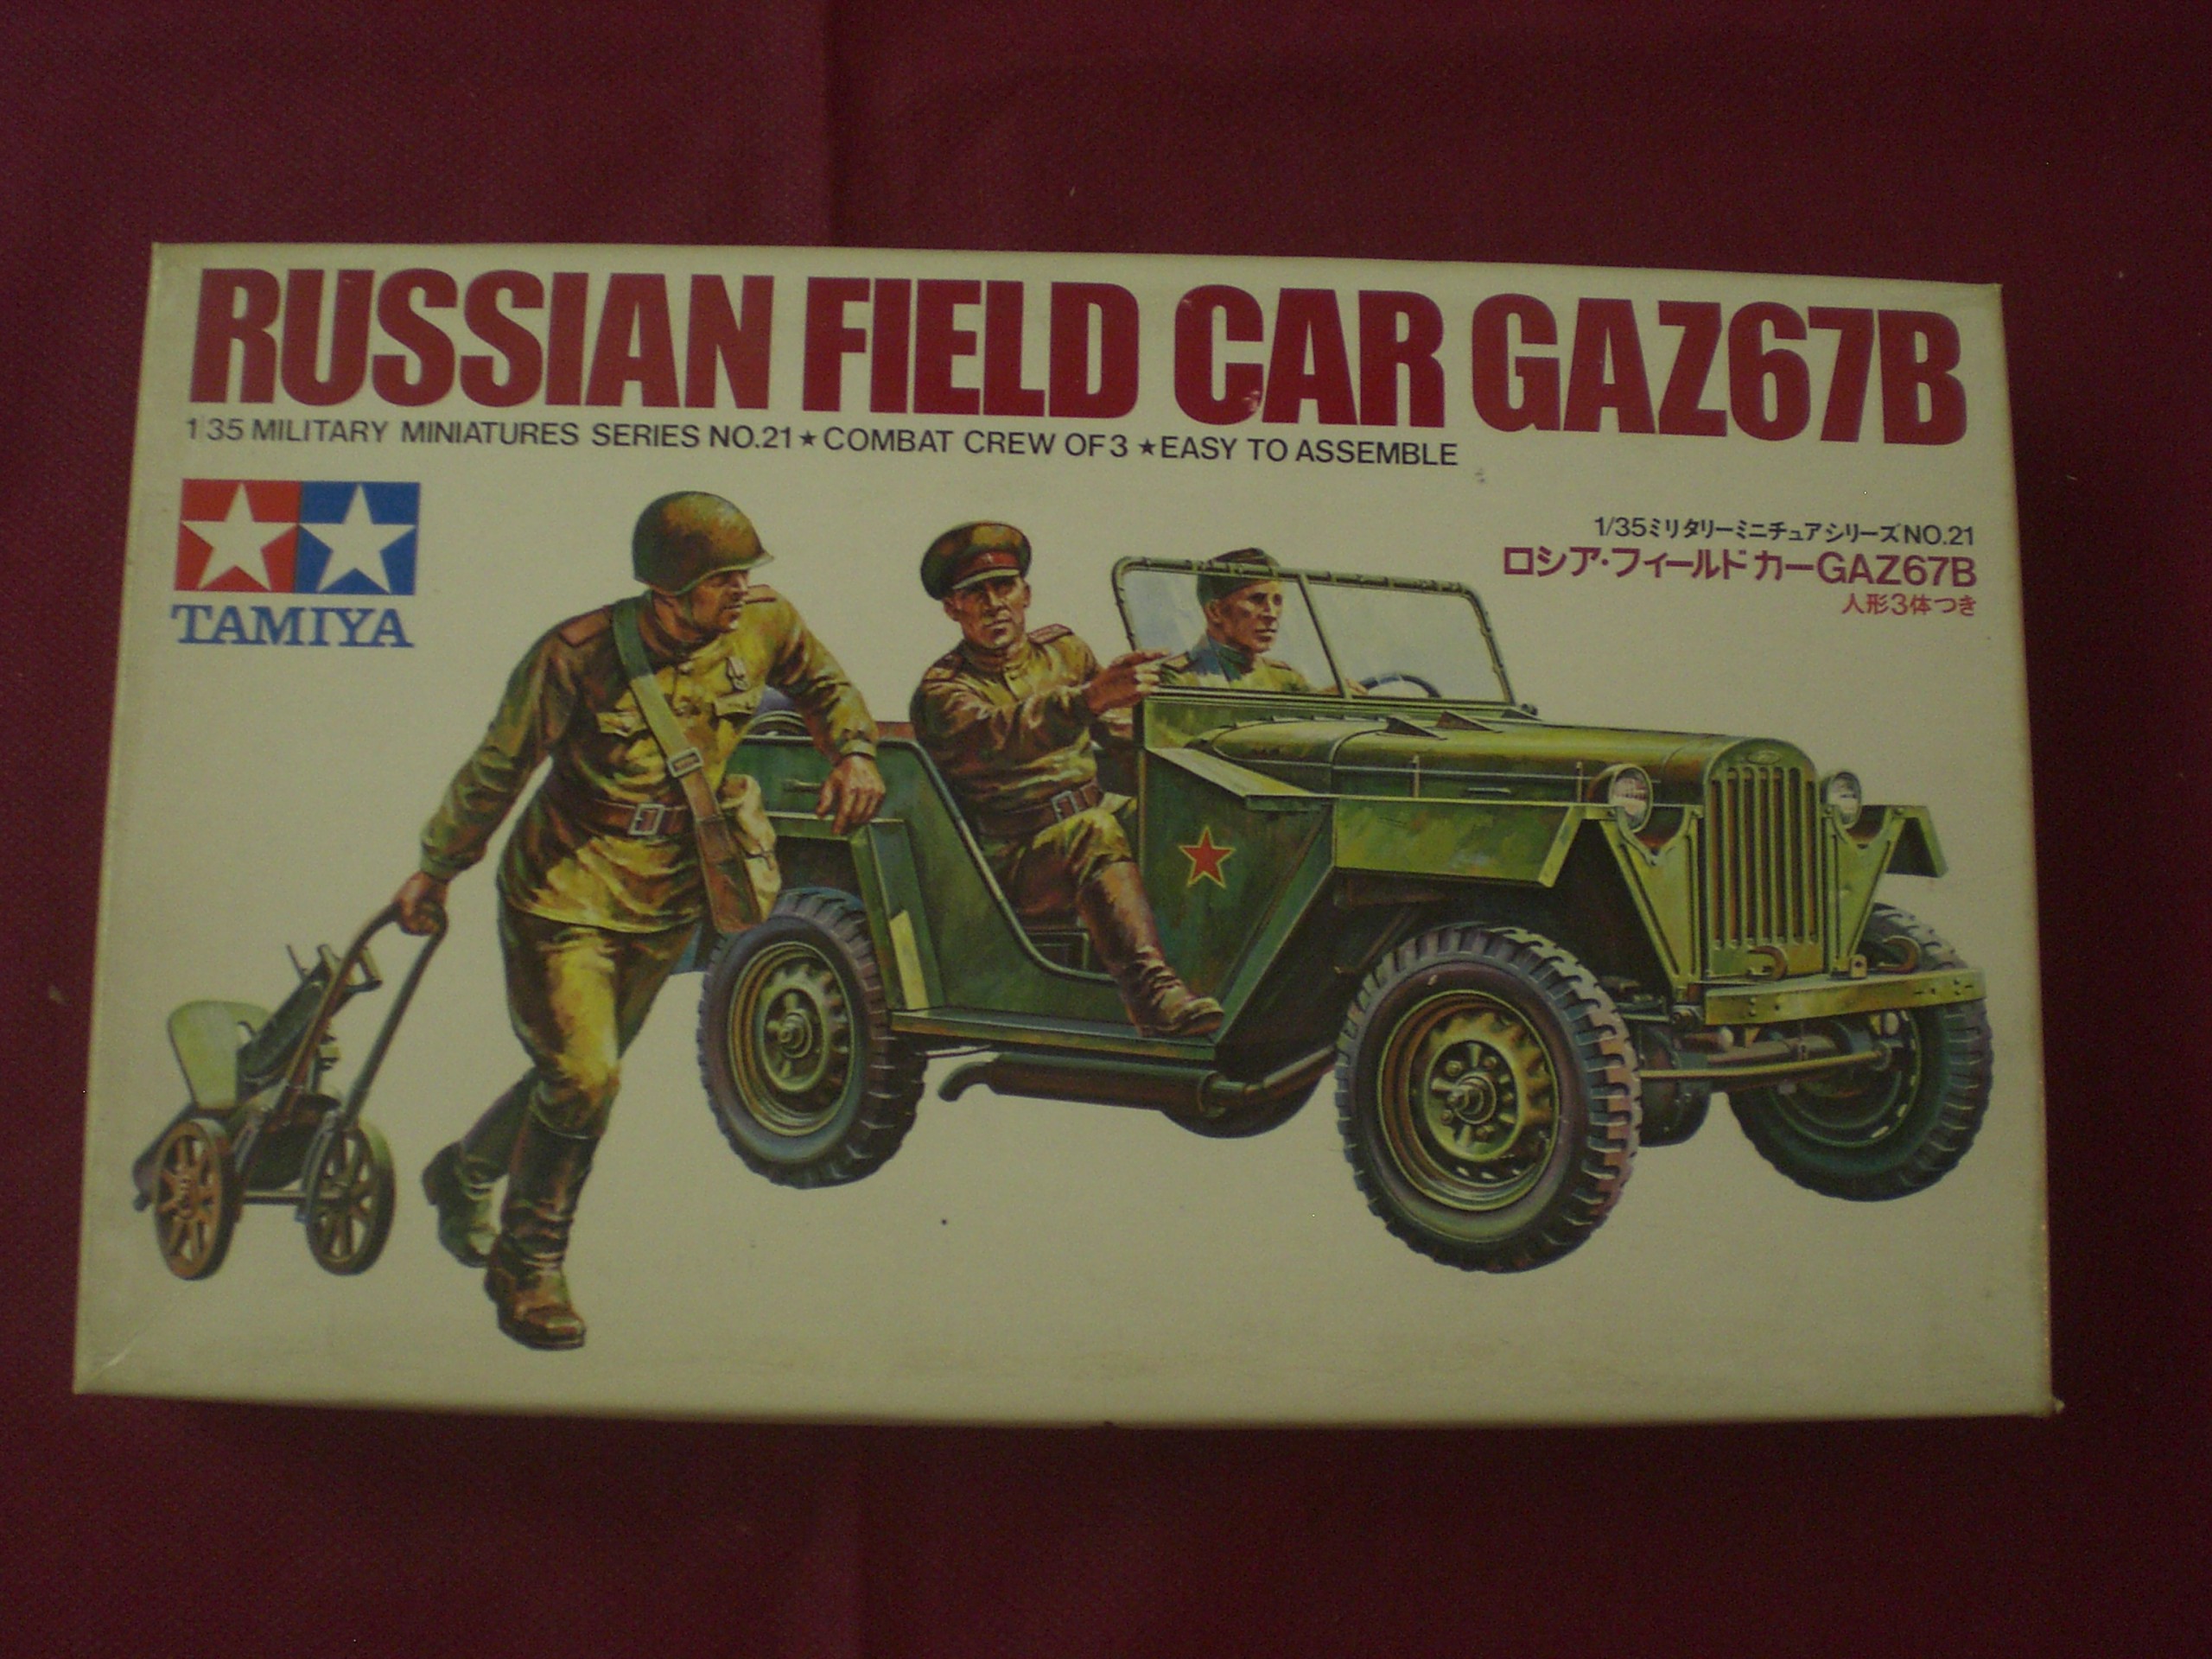 RUSSIAN FIELD CAR GAZ67B
1/35 MILITARY MINIATURES SERIES NO.21★COMBAT CREW OF 3 ★EASY TO ASSEMBLE
TAMIYA
1/35ミリタリーミニチュアシリーズNO.21
ロシア・フィールドカーGAZ67B
人形3体つき